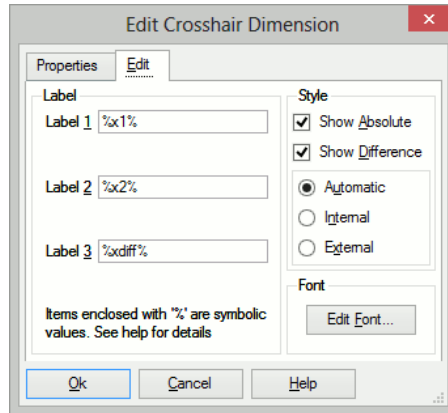 Edit Crosshair Dimension
Properties
Edit
Label
Label 1
%x1%
Label 2
%x2%
Label 3
%xdiff%
Items enclosed with '%' are symbolic
values. See help for details
Style
Show Absolute
Show Difference
Automatic
Internal
External
Font
Edit Font...
Ok
Cancel
Help